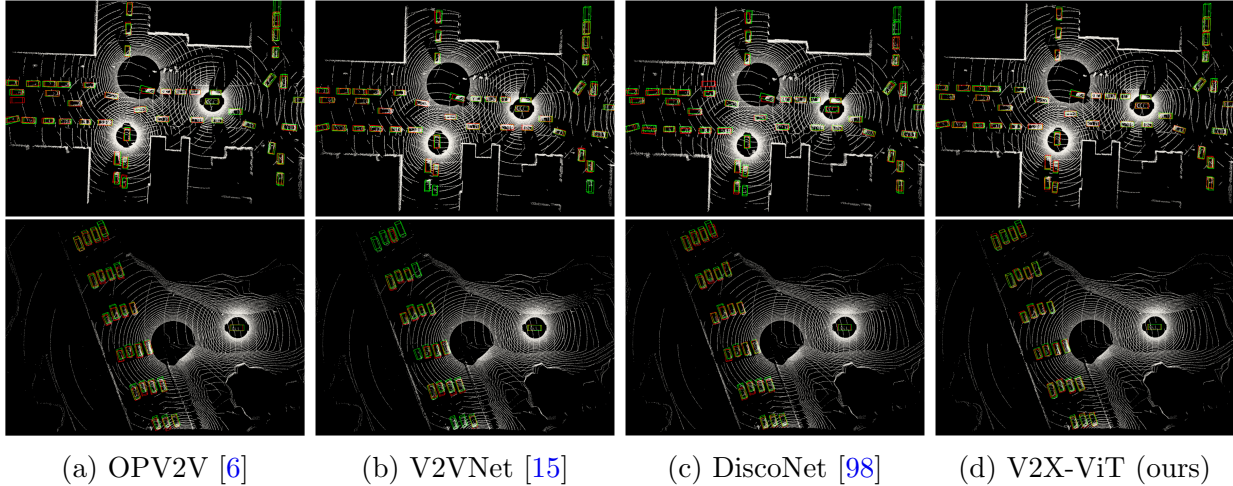 (a) OPV2V [6]
(b) V2VNet [15]
(c) DiscoNet [98]
(d) V2X-ViT (ours)